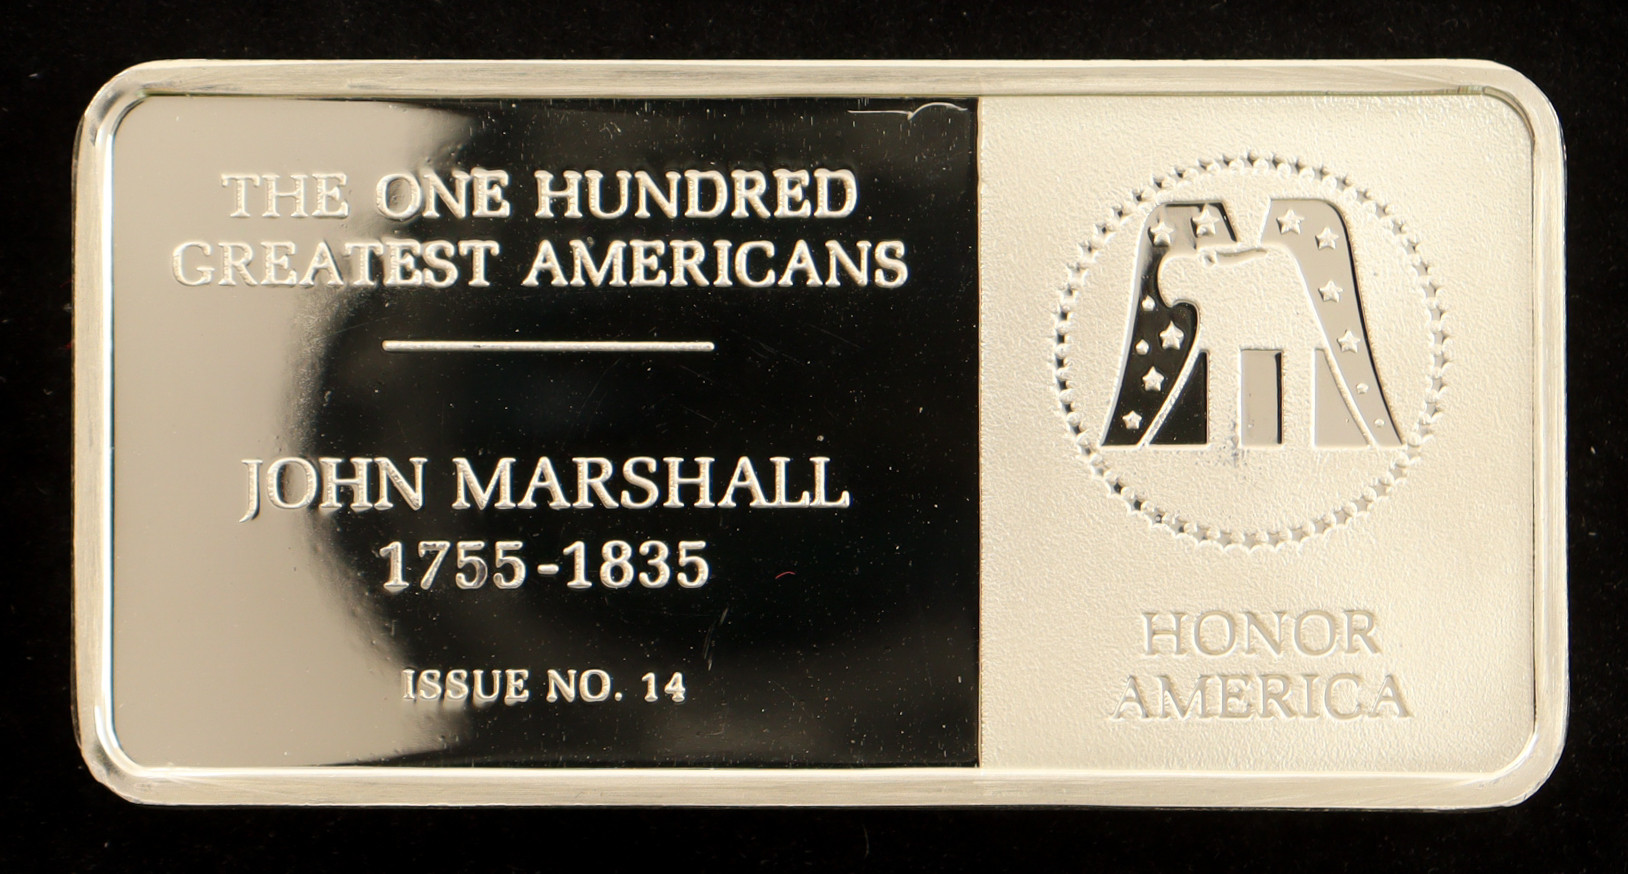 THE ONE HUNDRED
GREATEST AMERICANS
JOHN MARSHALL
1755-1835
ISSUE NO. 14
HONOR
AMERICA